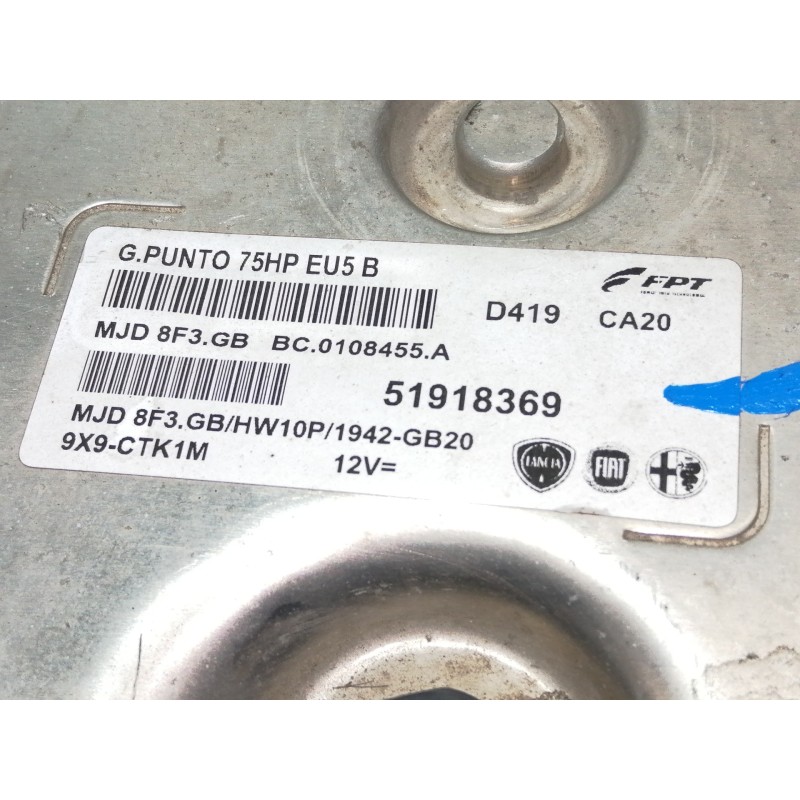 G.PUNTO 75HP EU5 B
FPT
D419 CA20
MJD 8F3.GB BC.0108455.A
51918369
MJD 8F3.GB/HW10P/1942-GB20
9X9-CTK1M 12V=
LANCIA FIAT